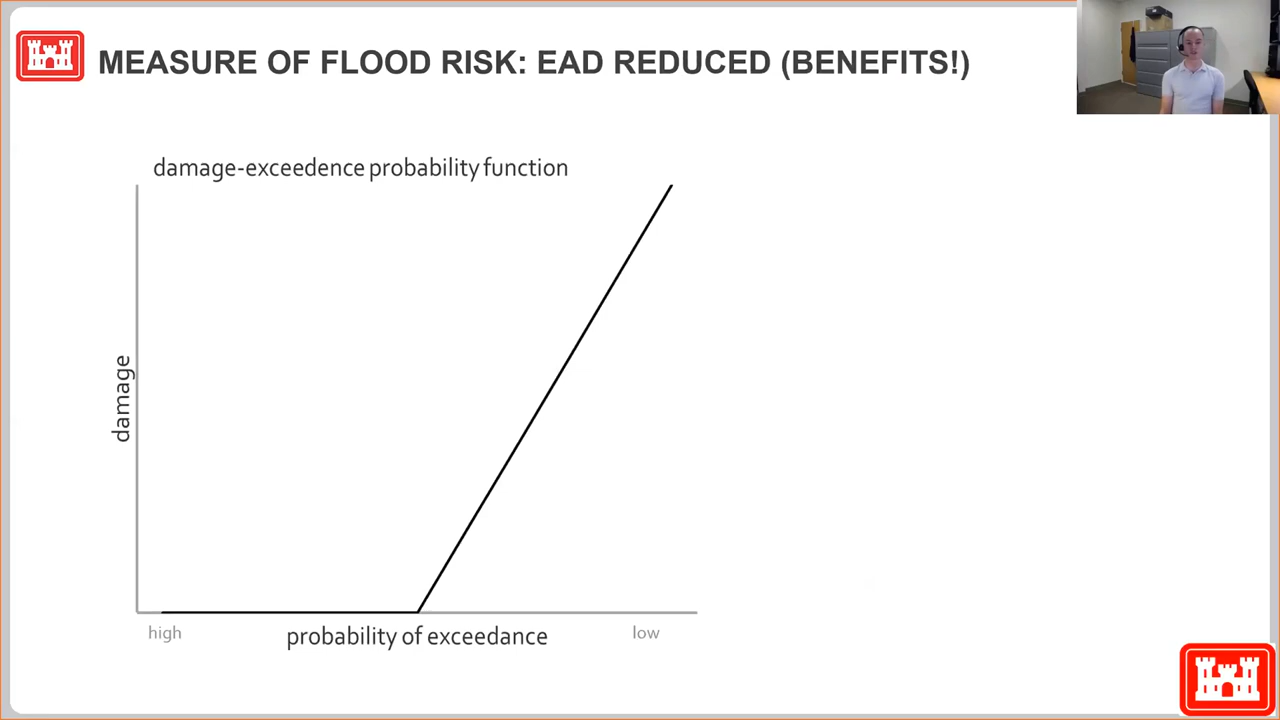 MEASURE OF FLOOD RISK: EAD REDUCED (BENEFITS!)
damage-exceedence probability function
damage
high
probability of exceedance
low